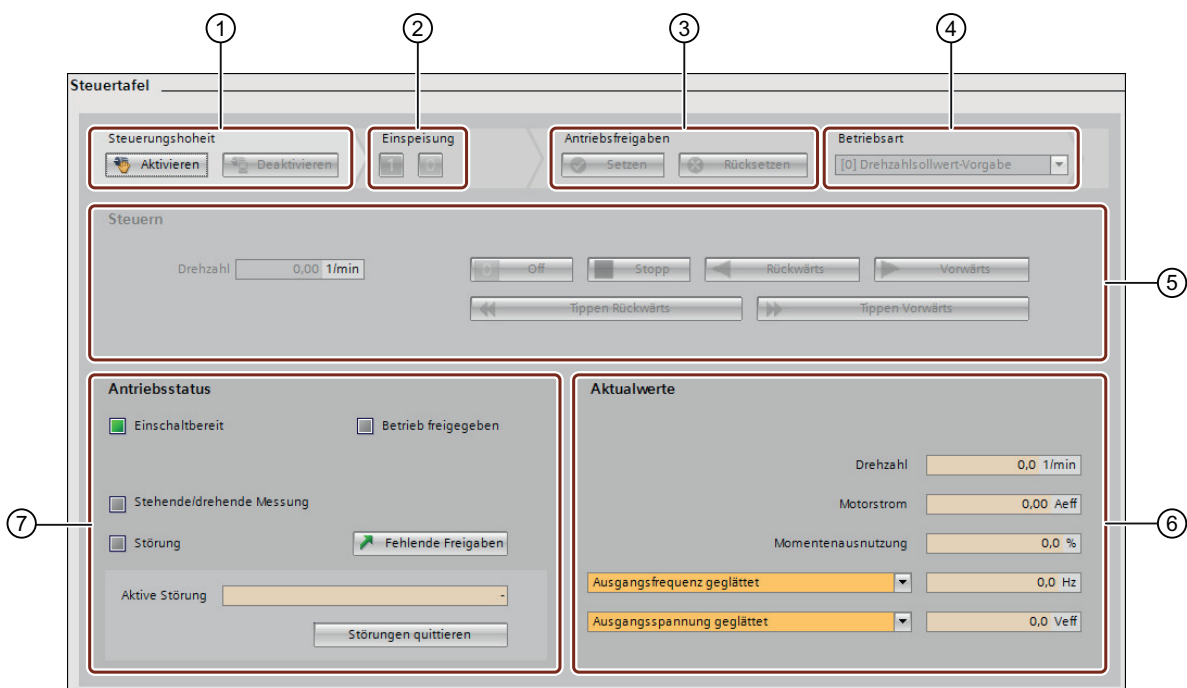 1
2
3
4
Steuertafel
Steuerungshoheit
Einspeisung
Antriebsfreigaben
Betriebsart
Aktivieren
Deaktivieren
1
0
Setzen
Rücksetzen
[0] Drehzahlsollwert-Vorgabe
Steuern
Drehzahl 0,00 1/min
0 Off
Stopp
Rückwärts
Vorwärts
Tippen Rückwärts
Tippen Vorwärts
5
Antriebsstatus
Einschaltbereit
Betrieb freigegeben
Stehende/drehende Messung
Störung
Fehlende Freigaben
Aktive Störung -
Störungen quittieren
7
Aktualwerte
Drehzahl 0,0 1/min
Motorstrom 0,00 Aeff
Momentenausnutzung 0,0 %
Ausgangsfrequenz geglättet 0,0 Hz
Ausgangsspannung geglättet 0,0 Veff
6